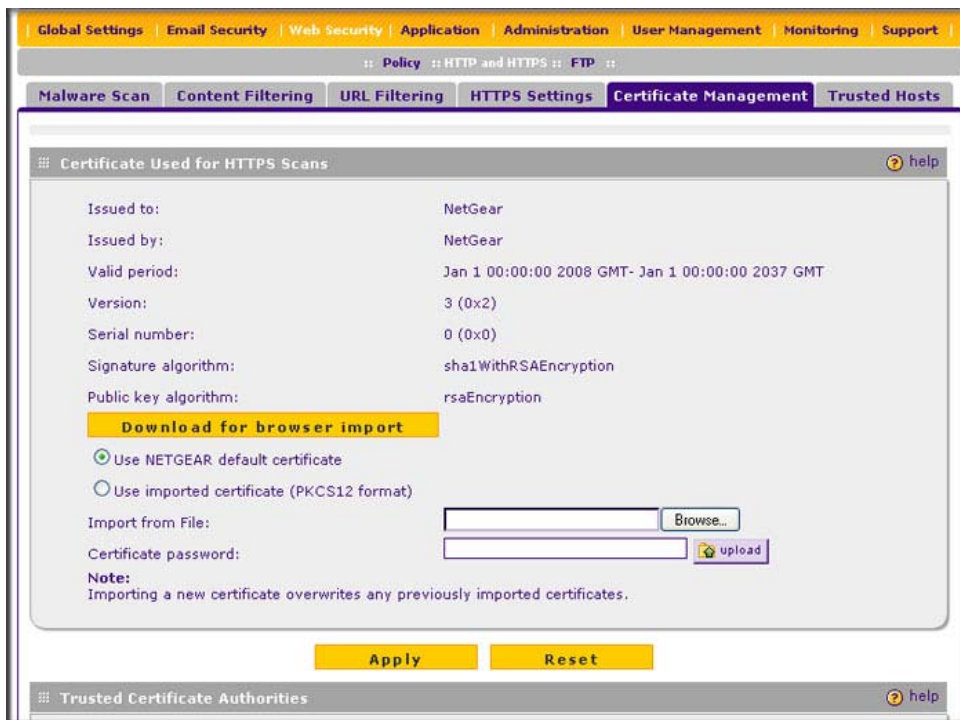 Global Settings | Email Security | Web Security | Application | Administration | User Management | Monitoring | Support
:: Policy :: HTTP and HTTPS :: FTP ::
Malware Scan Content Filtering URL Filtering HTTPS Settings Certificate Management Trusted Hosts
Certificate Used for HTTPS Scans ? help
Issued to: NetGear
Issued by: NetGear
Valid period: Jan 1 00:00:00 2008 GMT- Jan 1 00:00:00 2037 GMT
Version: 3 (0x2)
Serial number: 0 (0x0)
Signature algorithm: sha1WithRSAEncryption
Public key algorithm: rsaEncryption
Download for browser import
Use NETGEAR default certificate
Use imported certificate (PKCS12 format)
Import from File: Browse...
Certificate password: upload
Note:
Importing a new certificate overwrites any previously imported certificates.
Apply Reset
Trusted Certificate Authorities ? help